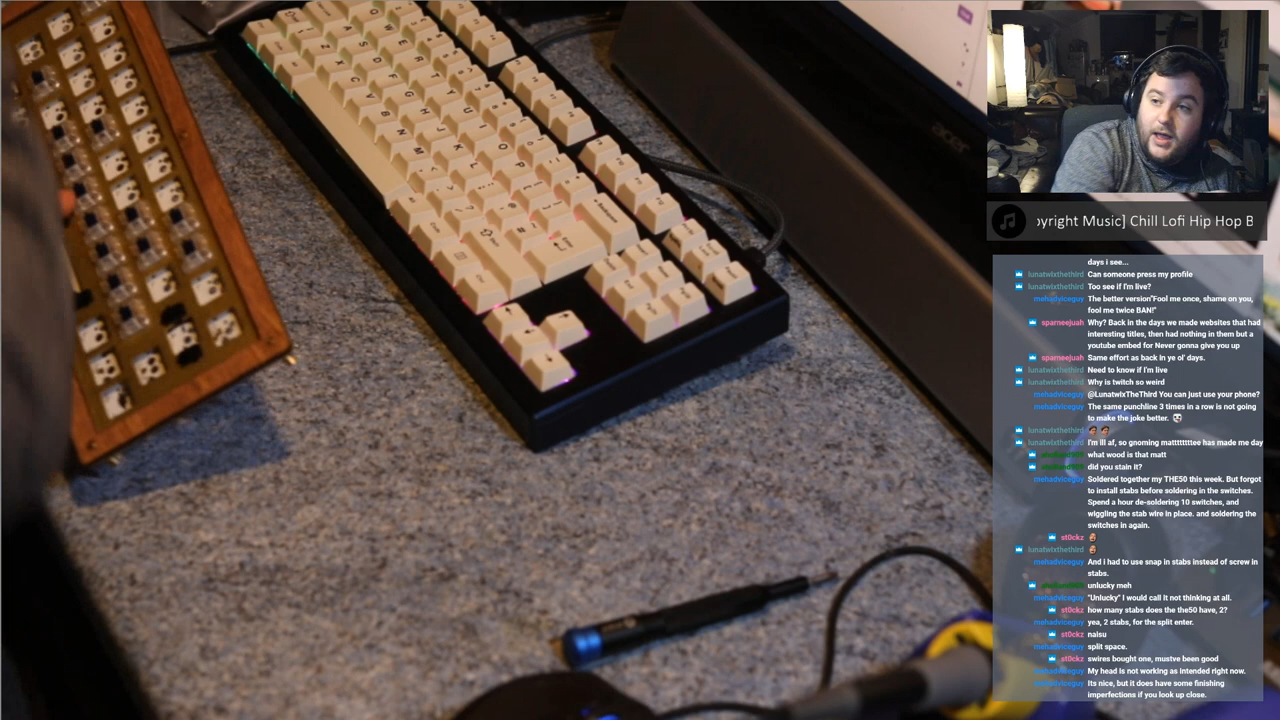 acer
yright Music] Chill Lofi Hip Hop B
days i see...
lunatwixthethird Can someone press my profile
lunatwixthethird Too see if I'm live?
mehadviceguy The better version"Fool me once, shame on you,
fool me twice BAN!"
sparneejuah Why? Back in the days we made websites that had
interesting titles, then had nothing in them but a
youtube embed for Never gonna give you up
sparneejuah Same effort as back in ye ol' days.
lunatwixthethird Need to know if I'm live
lunatwixthethird Why is twitch so weird
mehadviceguy @LunatwixTheThird You can just use your phone?
mehadviceguy The same punchline 3 times in a row is not going
to make the joke better.
lunatwixthethird
lunatwixthethird I'm ill af, so gnoming matttttttee has made me day
what wood is that matt
did you stain it?
mehadviceguy Soldered together my THE50 this week. But forgot
to install stabs before soldering in the switches.
Spend a hour de-soldering 10 switches, and
wiggling the stab wire in place. and soldering the
switches in again.
st0ckz
lunatwixthethird
mehadviceguy And i had to use snap in stabs instead of screw in
stabs.
unlucky meh
mehadviceguy "Unlucky" I would call it not thinking at all.
st0ckz how many stabs does the the50 have, 2?
mehadviceguy yea, 2 stabs, for the split enter.
st0ckz naisu
mehadviceguy split space.
st0ckz swires bought one, mustve been good
mehadviceguy My head is not working as intended right now.
mehadviceguy Its nice, but it does have some finishing
imperfections if you look up close.